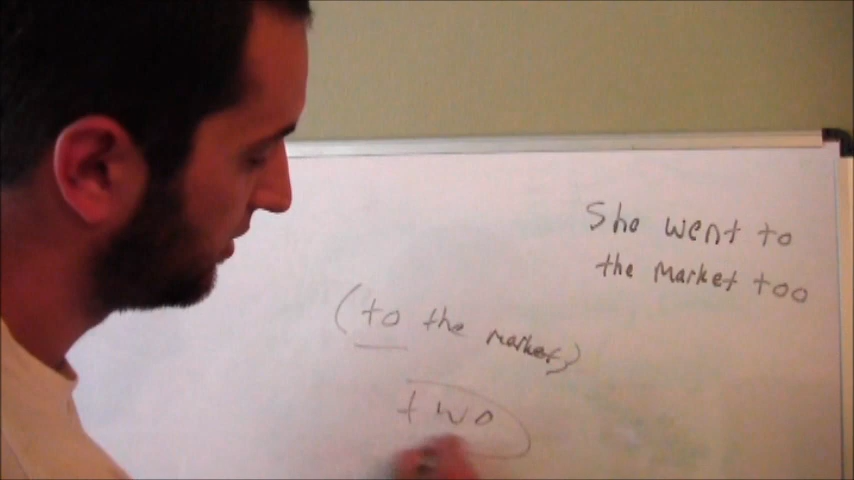 She went to
the market too
(to the market)
two